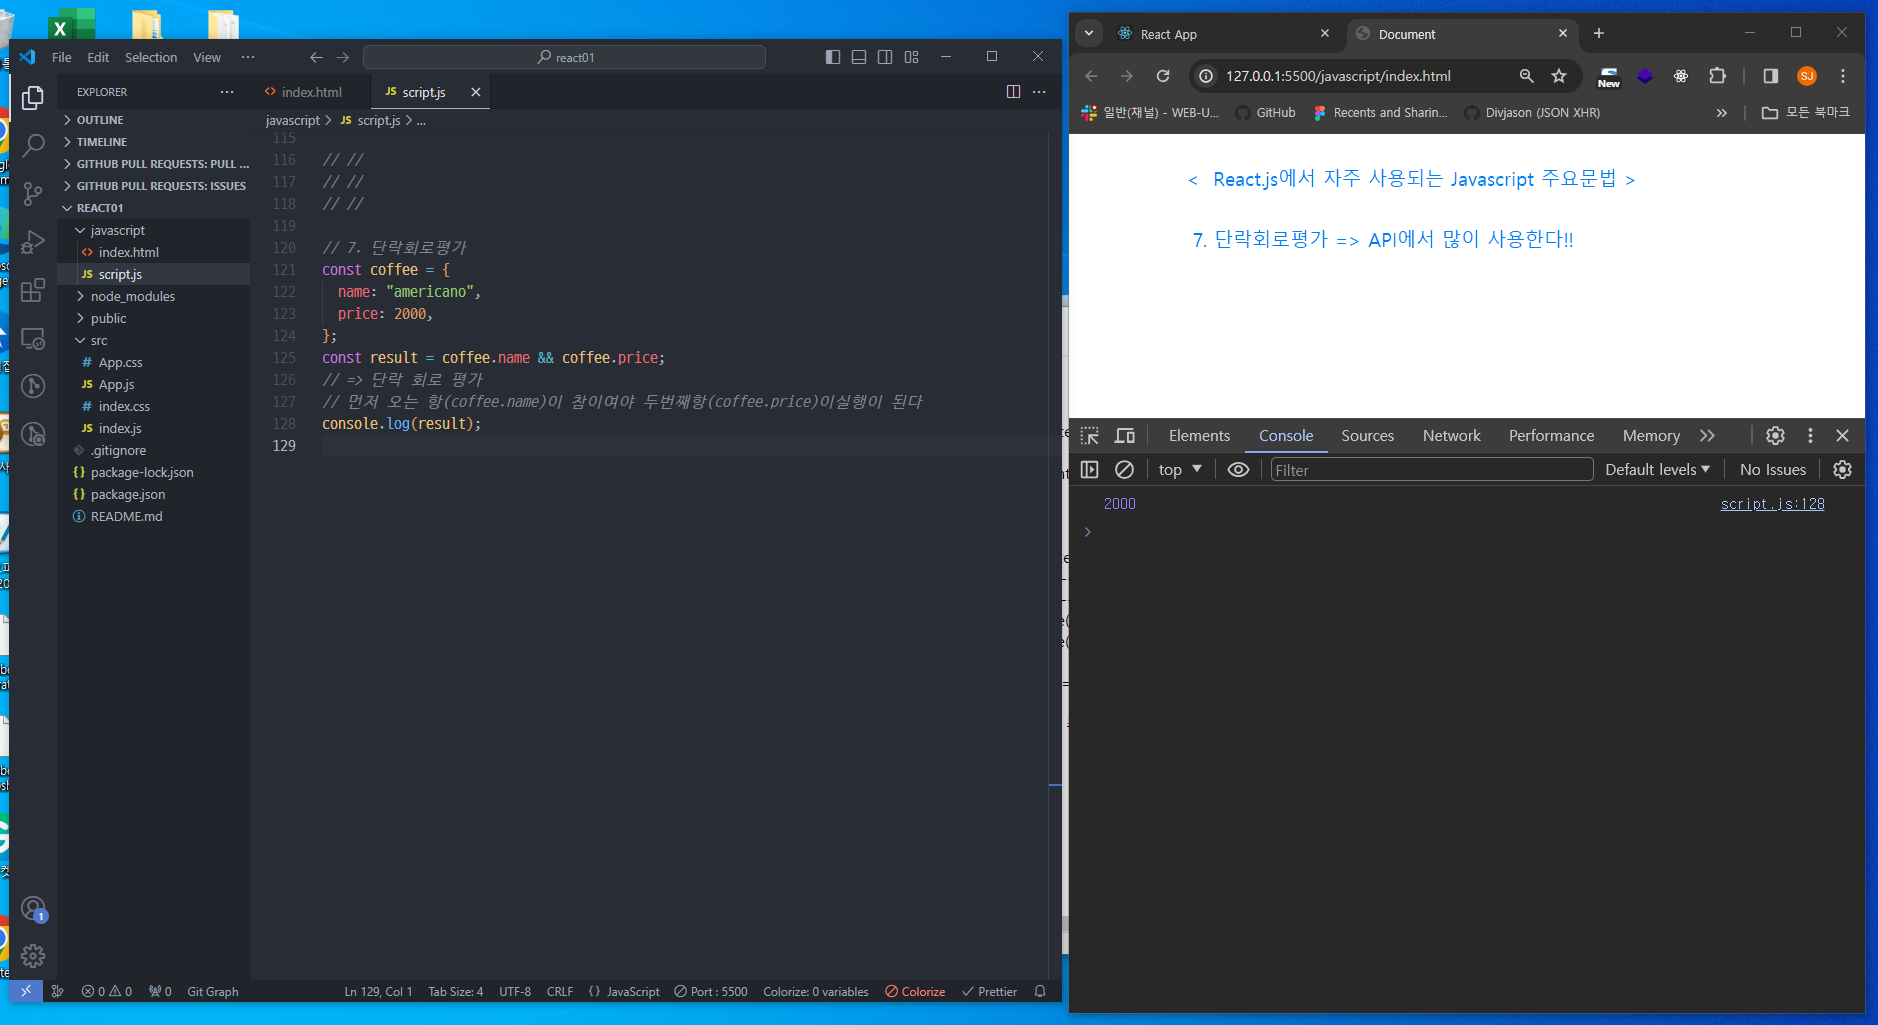 File Edit Selection View ··· react01
EXPLORER ···
OUTLINE
TIMELINE
GITHUB PULL REQUESTS: PULL ...
GITHUB PULL REQUESTS: ISSUES
REACT01
javascript
index.html
JS script.js
node_modules
public
src
# App.css
JS App.js
# index.css
JS index.js
.gitignore
{} package-lock.json
{} package.json
README.md
1
index.html JS script.js ···
javascript > JS script.js > ...
115
116 // //
117 // //
118 // //
119
120 // 7. 단락회로평가
121 const coffee = {
122 name: "americano",
123 price: 2000,
124 };
125 const result = coffee.name && coffee.price;
126 // => 단락 회로 평가
127 // 먼저 오는 항(coffee.name)이 참이여야 두번째항(coffee.price)이실행이 된다
128 console.log(result);
129
0 0 0 Git Graph Ln 129, Col 1 Tab Size: 4 UTF-8 CRLF {} JavaScript Port : 5500 Colorize: 0 variables Colorize Prettier
React App Document
127.0.0.1:5500/javascript/index.html New SJ
일반(채널) - WEB-U... GitHub Recents and Sharin... Divjason (JSON XHR) » 모든 북마크
< React.js에서 자주 사용되는 Javascript 주요문법 >
7. 단락회로평가 => API에서 많이 사용한다!!
Elements Console Sources Network Performance Memory
top Filter Default levels No Issues
2000 script.js:128